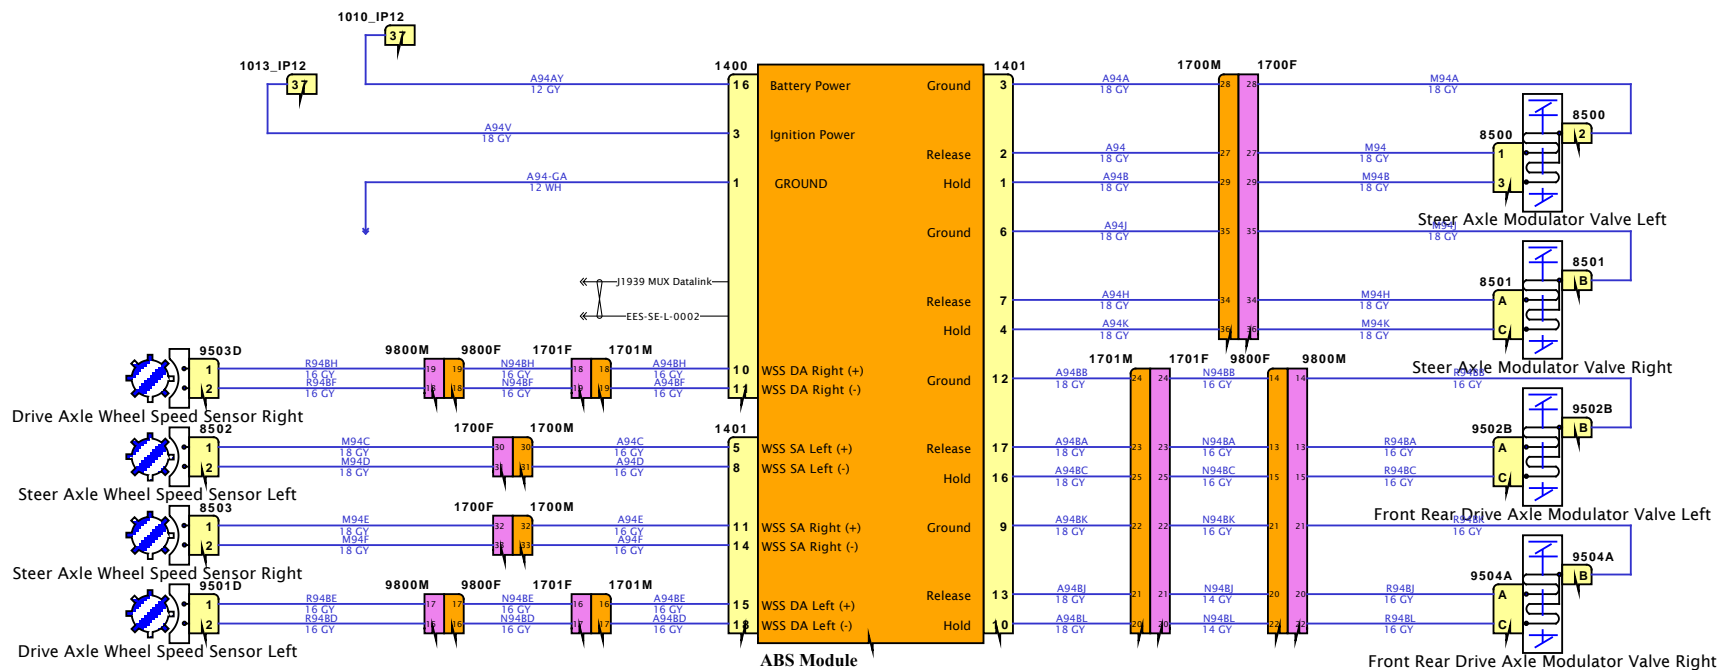 1010_IP12
37
1013_IP12
37
1400
1401
1700M
1700F
A94AY
12 GY
16
Battery Power
Ground
3
A94A
18 GY
28
28
M94A
18 GY
8500
2
A94V
18 GY
3
Ignition Power
8500
Release
2
A94
18 GY
27
27
M94
18 GY
1
A94-GA
12 WH
1
GROUND
Hold
1
A94B
18 GY
29
29
M94B
18 GY
3
Steer Axle Modulator Valve Left
Ground
6
A94J
18 GY
35
35
M94J
18 GY
8501
B
J1939 MUX Datalink
8501
Release
7
A94H
18 GY
34
34
M94H
18 GY
A
EES-SE-L-0002
Hold
4
A94K
18 GY
36
36
M94K
18 GY
C
Steer Axle Modulator Valve Right
9503D
9800M
9800F
1701F
1701M
1701M
1701F
9800F
9800M
1
R94BH
16 GY
19
19
N94BH
16 GY
18
18
A94BH
16 GY
10
WSS DA Right (+)
2
R94BF
16 GY
18
18
N94BF
16 GY
19
19
A94BF
16 GY
11
WSS DA Right (-)
Drive Axle Wheel Speed Sensor Right
Ground
12
A94BB
18 GY
24
24
N94BB
16 GY
14
14
R94BB
16 GY
9502B
B
8502
1700F
1700M
1401
9502B
1
M94C
18 GY
30
30
A94C
16 GY
5
WSS SA Left (+)
Release
17
A94BA
18 GY
23
23
N94BA
16 GY
13
13
R94BA
16 GY
A
2
M94D
18 GY
31
31
A94D
16 GY
8
WSS SA Left (-)
Hold
16
A94BC
18 GY
25
25
N94BC
16 GY
15
15
R94BC
16 GY
C
Steer Axle Wheel Speed Sensor Left
Front Rear Drive Axle Modulator Valve Left
8503
1700F
1700M
1
M94E
18 GY
32
32
A94E
16 GY
11
WSS SA Right (+)
Ground
9
A94BK
18 GY
22
22
N94BK
16 GY
21
21
R94BK
16 GY
2
M94F
18 GY
33
33
A94F
16 GY
14
WSS SA Right (-)
Steer Axle Wheel Speed Sensor Right
9504A
B
9501D
9800M
9800F
1701F
1701M
9504A
1
R94BE
16 GY
17
17
N94BE
16 GY
16
16
A94BE
16 GY
15
WSS DA Left (+)
Release
13
A94BJ
18 GY
21
21
N94BJ
14 GY
20
20
R94BJ
16 GY
A
2
R94BD
16 GY
16
16
N94BD
16 GY
17
17
A94BD
16 GY
18
WSS DA Left (-)
Hold
10
A94BL
18 GY
20
20
N94BL
14 GY
22
22
R94BL
16 GY
C
Drive Axle Wheel Speed Sensor Left
ABS Module
Front Rear Drive Axle Modulator Valve Right